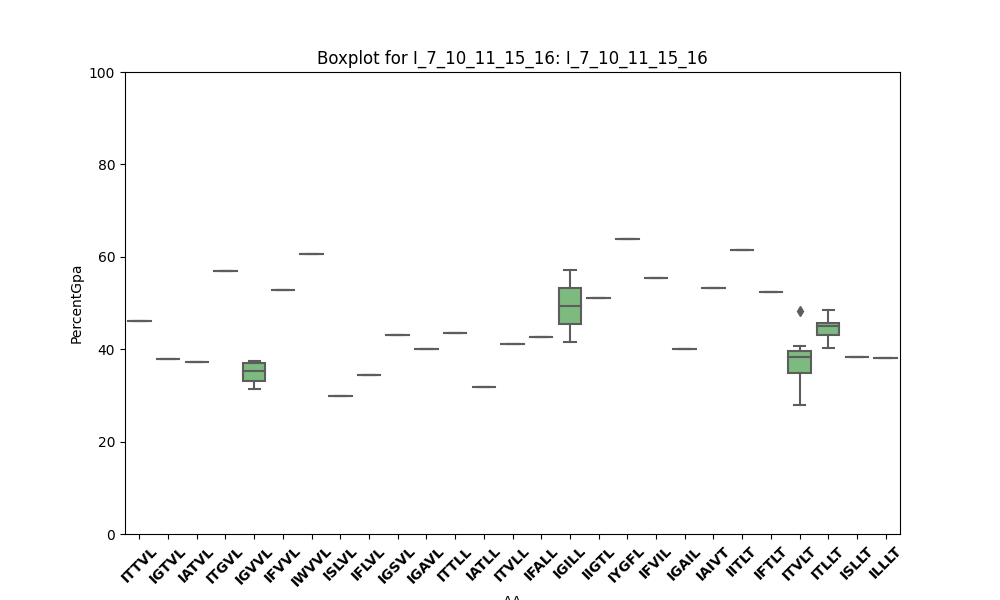 Boxplot for I_7_10_11_15_16: I_7_10_11_15_16
PercentGpa
100
80
60
40
20
0
ITTVL
IGTVL
IATVL
ITGVL
IGVVL
IFVVL
IWVVL
ISLVL
IFLVL
IGSVL
IGAVL
ITTLL
IATLL
ITVLL
IFALL
IGILL
IIGTL
IYGFL
IFVIL
IGAIL
IAIVT
IITLT
IFTLT
ITVLT
ITLLT
ISLLT
ILLLT
AA